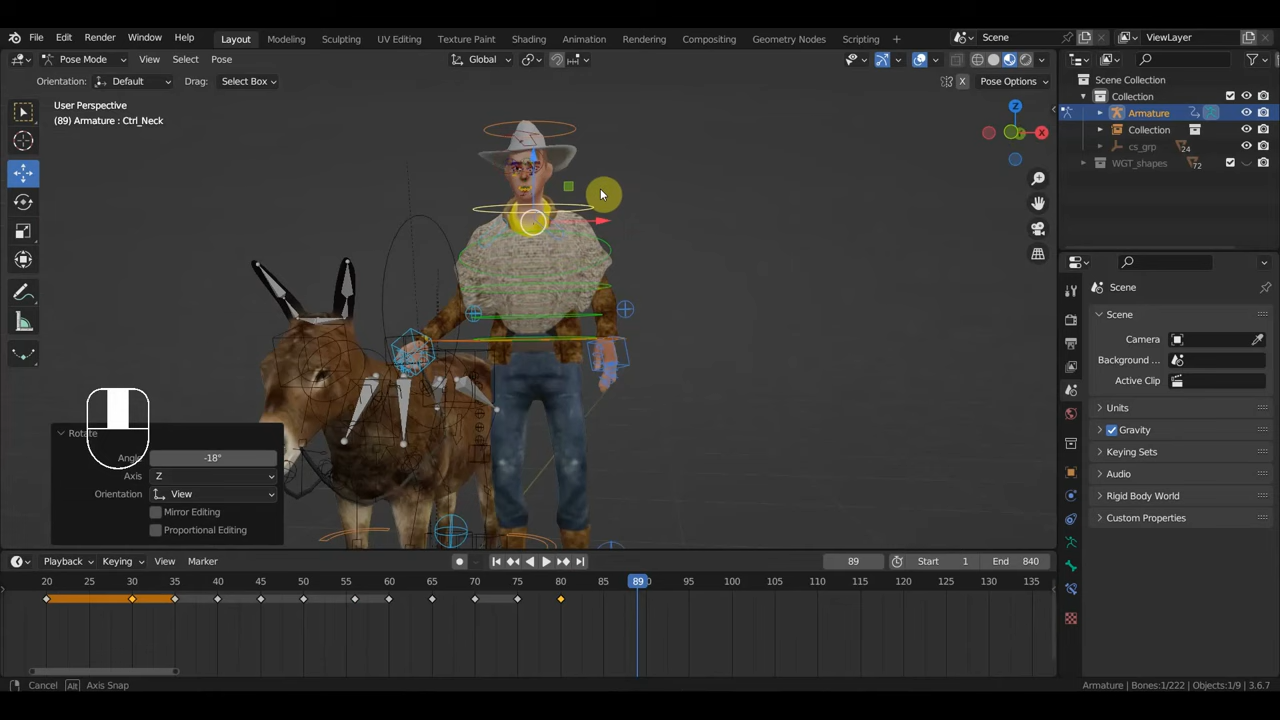 File Edit Render Window Help Layout Modeling Sculpting UV Editing Texture Paint Shading Animation Rendering Compositing Geometry Nodes Scripting + Scene ViewLayer
Pose Mode View Select Pose Global
Orientation: Default Drag: Select Box X Pose Options
Scene Collection
Collection
User Perspective
(89) Armature : Ctrl_Neck
Armature
Collection
cs_grp 24
WGT_shapes 72
Z
X
Scene
Scene
Camera
Background ...
Active Clip
Units
Gravity
Keying Sets
Audio
Rigid Body World
Custom Properties
Rotate
Angle -18°
Axis Z
Orientation View
Mirror Editing
Proportional Editing
Playback Keying View Marker 89 Start 1 End 840
20 25 30 35 40 45 50 55 60 65 70 75 80 85 89 95 100 105 110 115 120 125 130 135
Cancel Alt Axis Snap Armature | Bones:1/222 | Objects:1/9 | 3.6.7